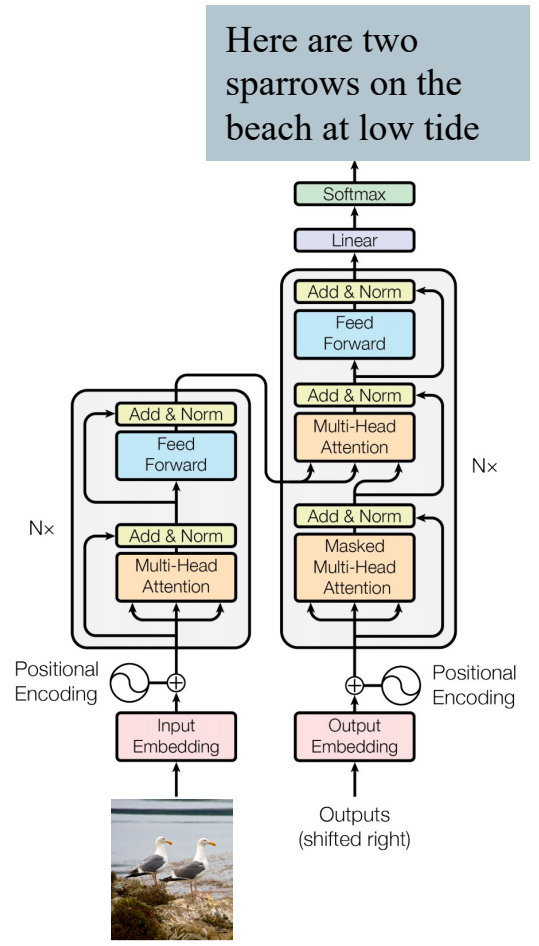 Here are two
sparrows on the
beach at low tide
Softmax
Linear
Add & Norm
Feed
Forward
Add & Norm
Multi-Head
Attention
Add & Norm
Masked
Multi-Head
Attention
N×
Positional
Encoding
Output
Embedding
Outputs
(shifted right)
Add & Norm
Feed
Forward
Add & Norm
Multi-Head
Attention
N×
Positional
Encoding
Input
Embedding